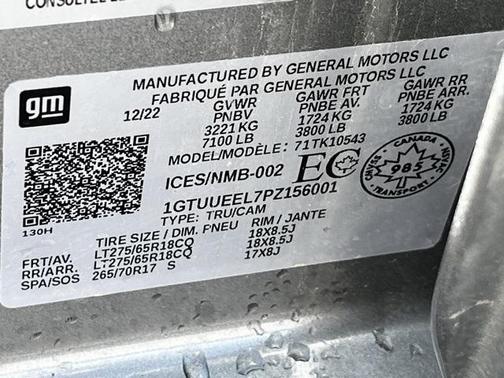 CONSULTEZ LE
MANUFACTURED BY GENERAL MOTORS LLC
FABRIQUÉ PAR GENERAL MOTORS LLC
gm
12/22 GVWR GAWR FRT GAWR RR
PNBV PNBE AV. PNBE ARR.
3221 KG 1724 KG 1724 KG
7100 LB 3800 LB 3800 LB
MODEL/MODÈLE: 71TK10543
ICES/NMB-002 EC
CANADA
985
TRANSPORT
1GTUUEEL7PZ156001
TYPE: TRU/CAM
130H
TIRE SIZE / DIM. PNEU RIM / JANTE
FRT/AV. LT275/65R18CQ 18X8.5J
RR/ARR. LT275/65R18CQ 18X8.5J
SPA/SOS 265/70R17 S 17X8J